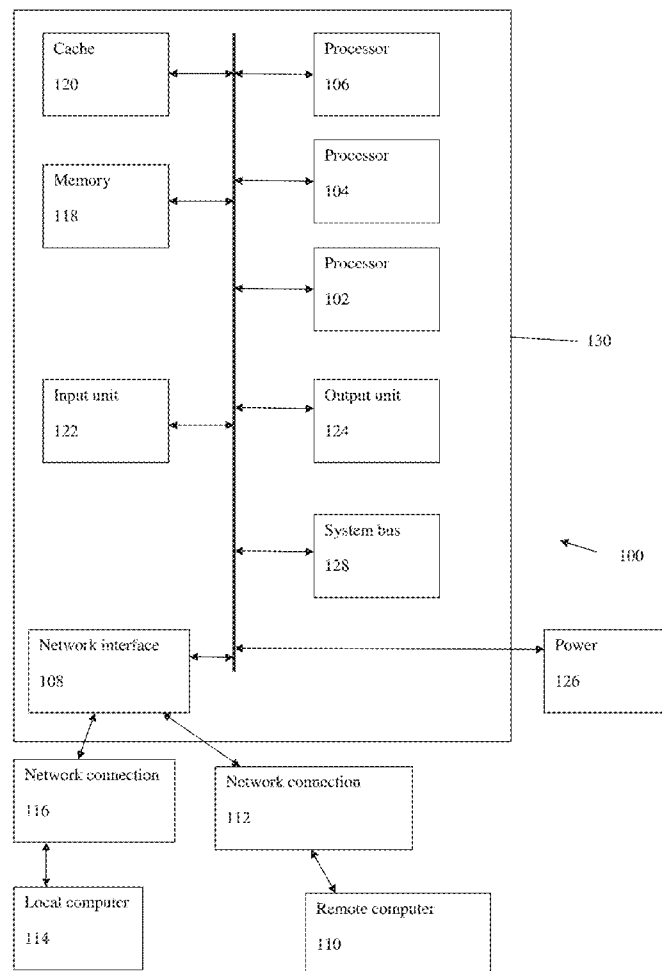 Cache
120
Processor
106
Processor
104
Memory
118
Processor
102
130
Input unit
122
Output unit
124
System bus
128
100
Network interface
108
Power
126
Network connection
116
Network connection
112
Local computer
114
Remote computer
110